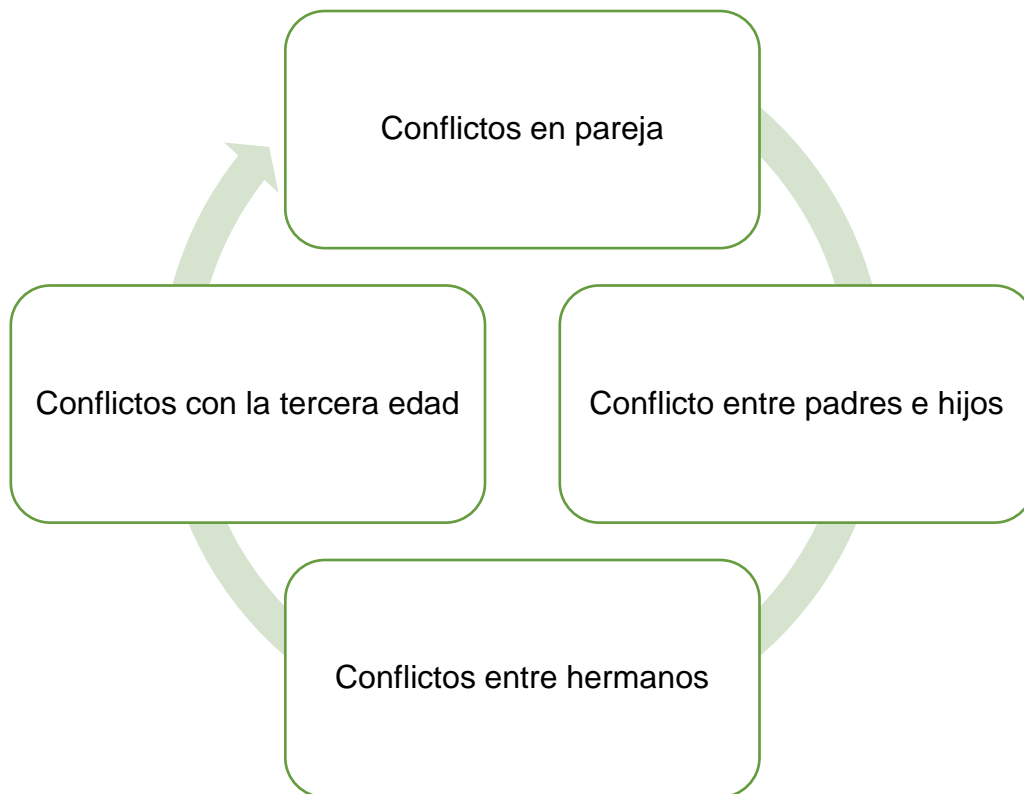 Conflictos en pareja
Conflicto entre padres e hijos
Conflictos entre hermanos
Conflictos con la tercera edad